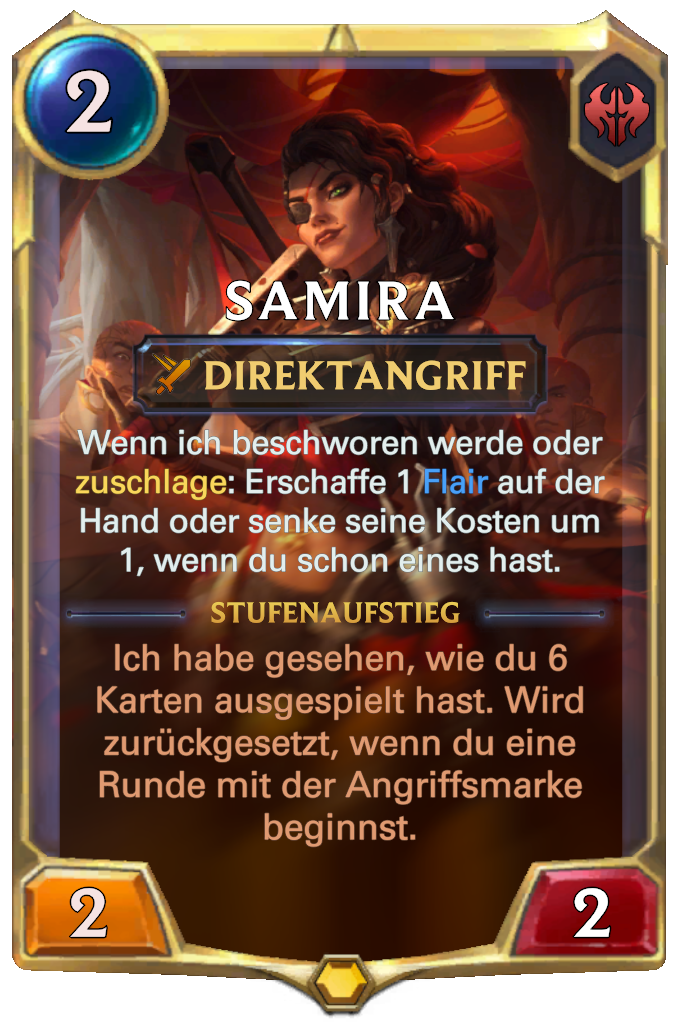 2
SAMIRA
DIREKTANGRIFF
Wenn ich beschworen werde oder
zuschlage: Erschaffe 1 Flair auf der
Hand oder senke seine Kosten um
1, wenn du schon eines hast.
STUFENAUFSTIEG
Ich habe gesehen, wie du 6
Karten ausgespielt hast. Wird
zurückgesetzt, wenn du eine
Runde mit der Angriffsmarke
beginnst.
2
2